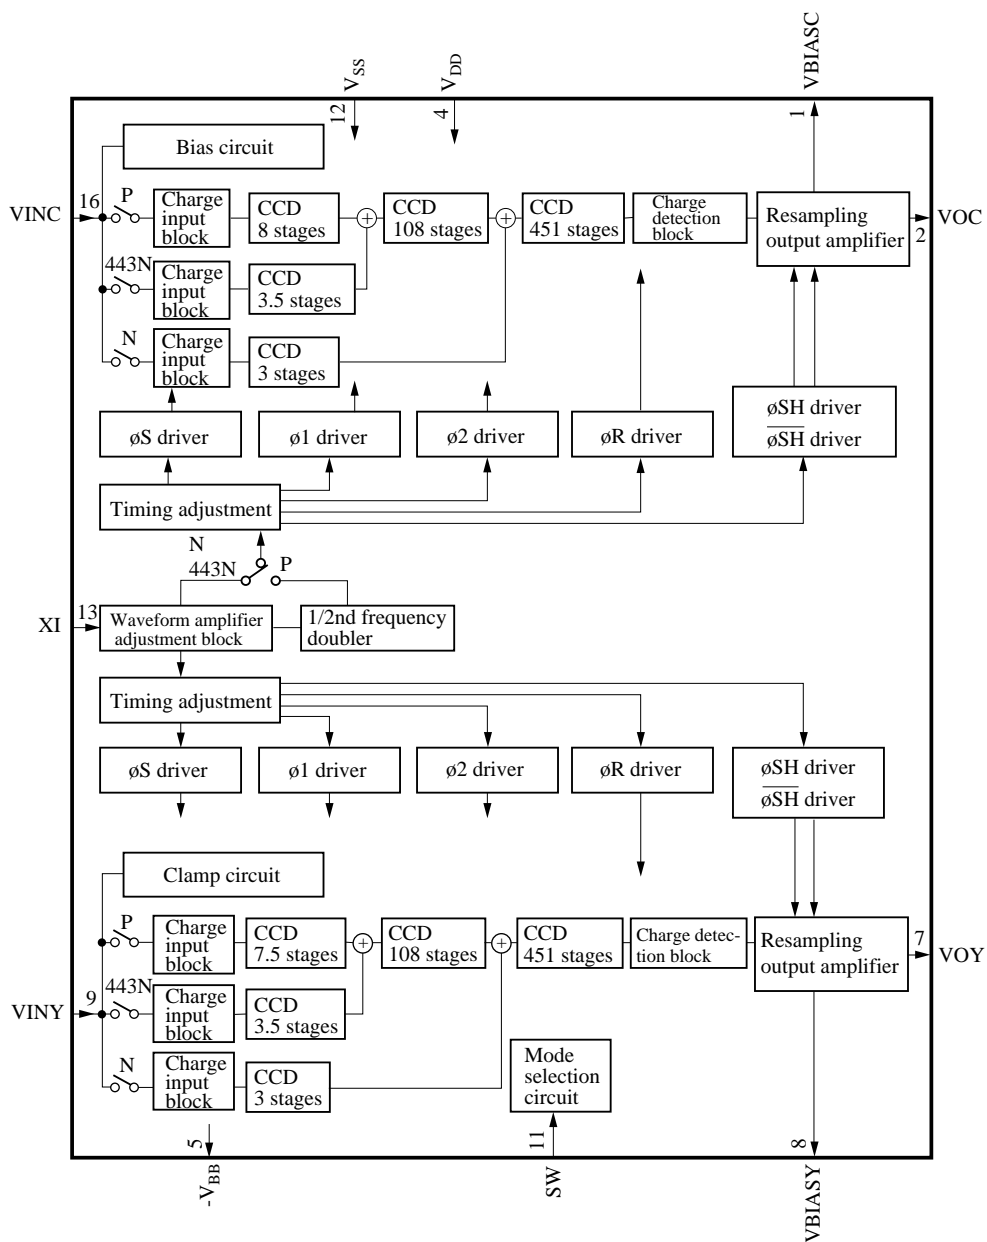 VSS
VDD
VBIASC
12
4
1
Bias circuit
VINC
16
P
Charge
input
block
CCD
8 stages
+
CCD
108 stages
+
CCD
451 stages
Charge
detection
block
Resampling
output amplifier
VOC
2
443N
Charge
input
block
CCD
3.5 stages
N
Charge
input
block
CCD
3 stages
øS driver
ø1 driver
ø2 driver
øR driver
øSH driver
øSH driver
Timing adjustment
N
443N
P
XI
13
Waveform amplifier
adjustment block
1/2nd frequency
doubler
Timing adjustment
øS driver
ø1 driver
ø2 driver
øR driver
øSH driver
øSH driver
Clamp circuit
P
Charge
input
block
CCD
7.5 stages
+
CCD
108 stages
+
CCD
451 stages
Charge detec-
tion block
Resampling
output amplifier
7
VOY
VINY
9
443N
Charge
input
block
CCD
3.5 stages
N
Charge
input
block
CCD
3 stages
Mode
selection
circuit
5
11
8
-VBB
SW
VBIASY